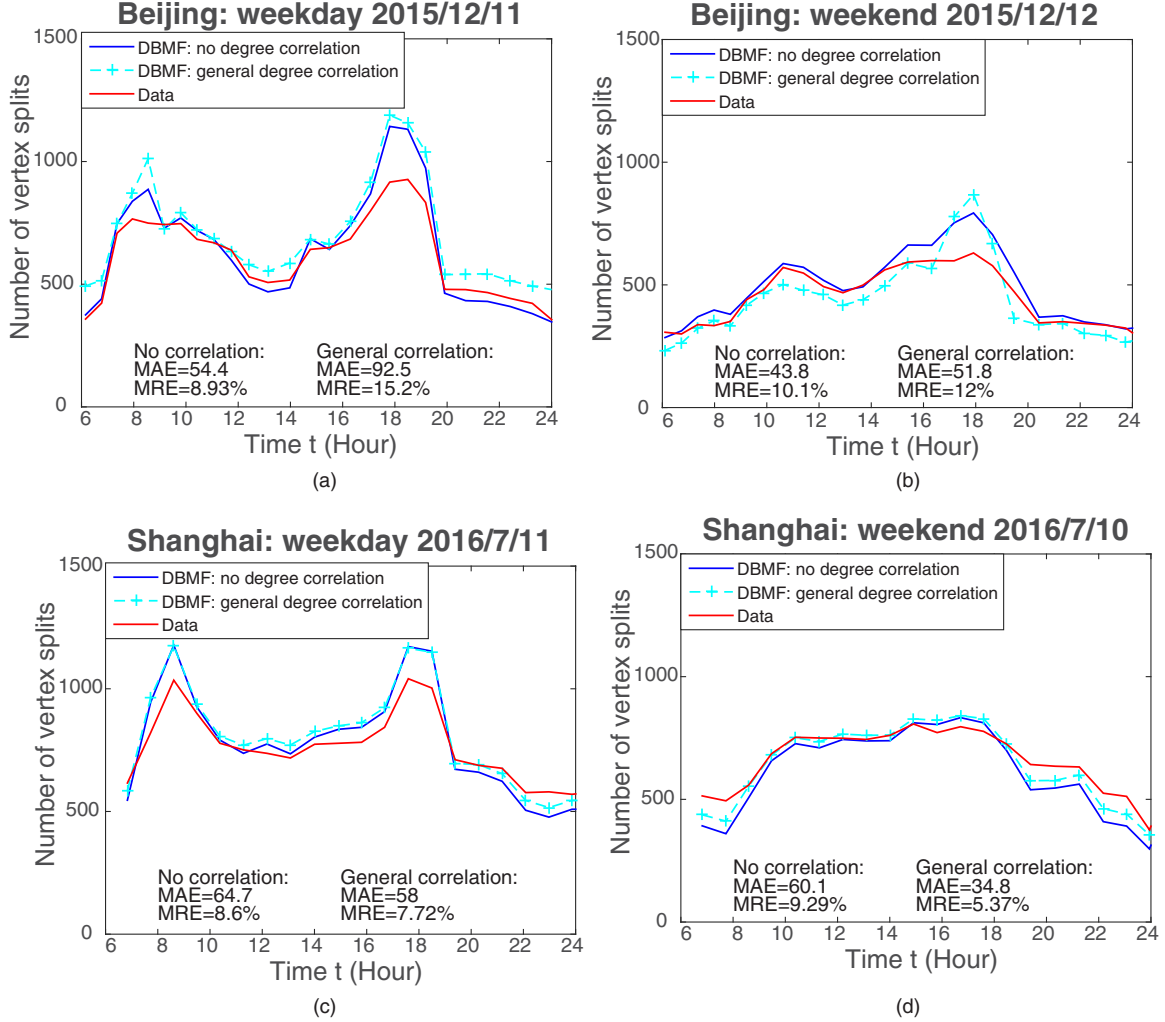 Beijing: weekday 2015/12/11
1500
1000
500
0
Number of vertex splits
DBMF: no degree correlation
DBMF: general degree correlation
Data
No correlation:
MAE=54.4
MRE=8.93%
General correlation:
MAE=92.5
MRE=15.2%
6 8 10 12 14 16 18 20 22 24
Time t (Hour)
(a)
Beijing: weekend 2015/12/12
1500
1000
500
0
Number of vertex splits
DBMF: no degree correlation
DBMF: general degree correlation
Data
No correlation:
MAE=43.8
MRE=10.1%
General correlation:
MAE=51.8
MRE=12%
6 8 10 12 14 16 18 20 22 24
Time t (Hour)
(b)
Shanghai: weekday 2016/7/11
1500
1000
500
0
Number of vertex splits
DBMF: no degree correlation
DBMF: general degree correlation
Data
No correlation:
MAE=64.7
MRE=8.6%
General correlation:
MAE=58
MRE=7.72%
6 8 10 12 14 16 18 20 22 24
Time t (Hour)
(c)
Shanghai: weekend 2016/7/10
1500
1000
500
0
Number of vertex splits
DBMF: no degree correlation
DBMF: general degree correlation
Data
No correlation:
MAE=60.1
MRE=9.29%
General correlation:
MAE=34.8
MRE=5.37%
6 8 10 12 14 16 18 20 22 24
Time t (Hour)
(d)